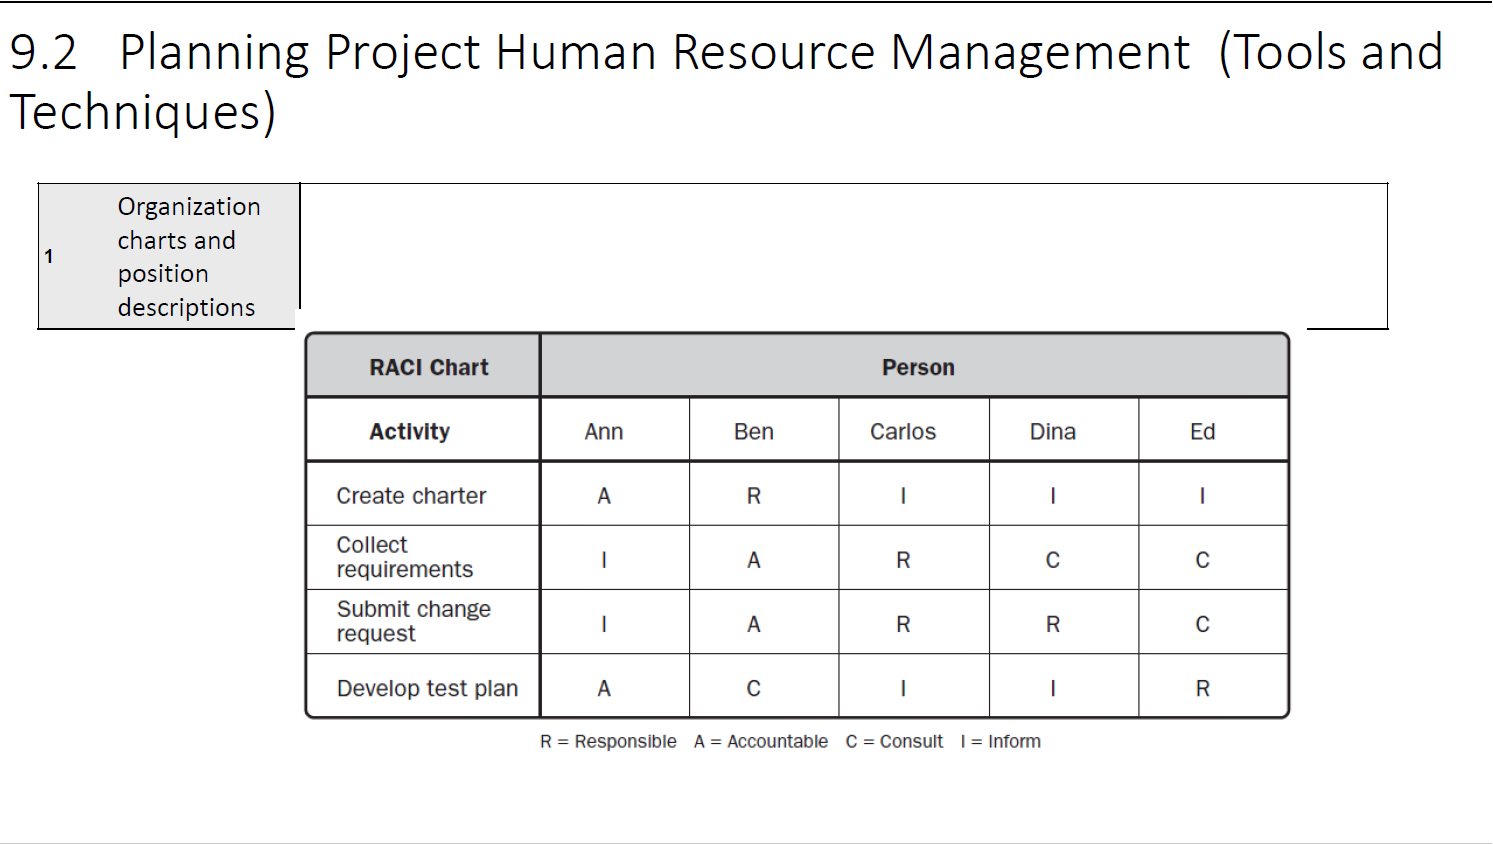 9.2 Planning Project Human Resource Management (Tools and
Techniques)
1
Organization
charts and
position
descriptions
RACI Chart Person
Activity Ann Ben Carlos Dina Ed
Create charter A R I I I
Collect
requirements I A R C C
Submit change
request I A R R C
Develop test plan A C I I R
R = Responsible A = Accountable C = Consult I = Inform